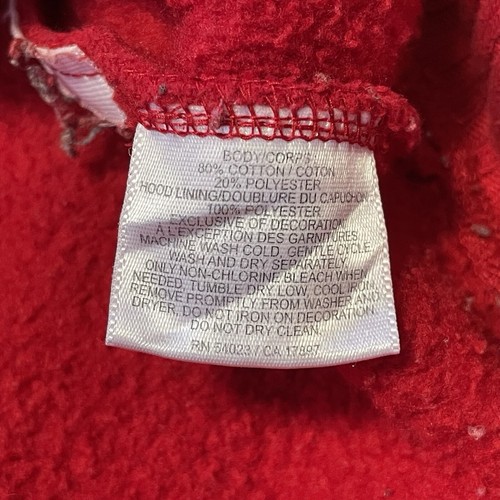 BODY/CORPS
80% COTTON / COTON
20% POLYESTER
HOOD LINING/DOUBLURE DU CAPUCHON
100% POLYESTER
EXCLUSIVE OF DECORATION
À L'EXCEPTION DES GARNITURES
MACHINE WASH COLD, GENTLE CYCLE
WASH AND DRY SEPARATELY
ONLY NON-CHLORINE BLEACH WHEN
NEEDED. TUMBLE DRY LOW, COOL IRON
REMOVE PROMPTLY FROM WASHER AND
DRYER. DO NOT IRON ON DECORATION
DO NOT DRY CLEAN.
RN / CA 17897